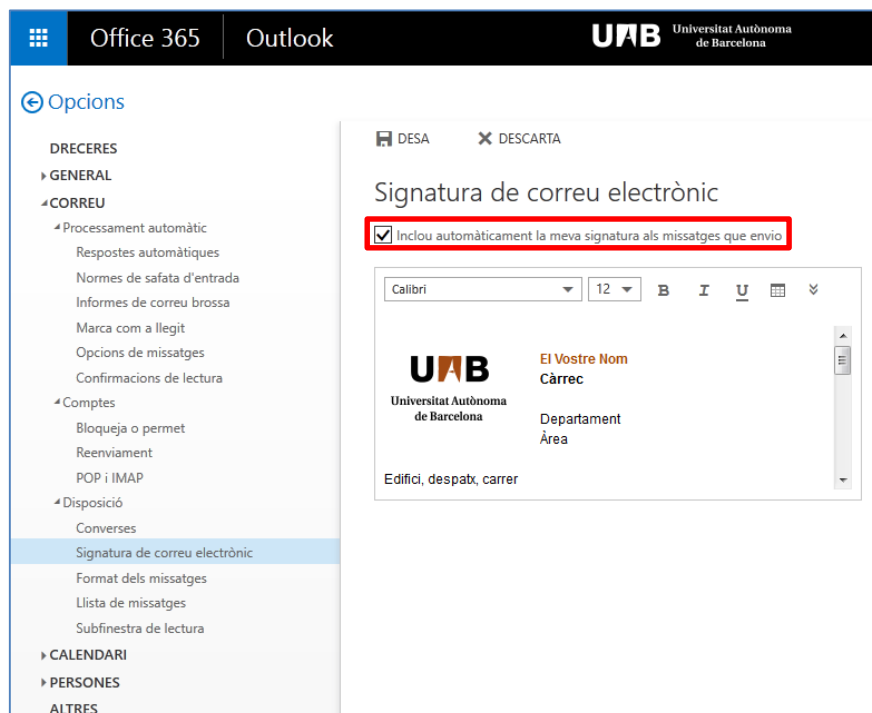 Office 365 Outlook UAB Universitat Autònoma
de Barcelona
Opcions
DRECERES
GENERAL
CORREU
Processament automàtic
Respostes automàtiques
Normes de safata d'entrada
Informes de correu brossa
Marca com a llegit
Opcions de missatges
Confirmacions de lectura
Comptes
Bloqueja o permet
Reenviament
POP i IMAP
Disposició
Converses
Signatura de correu electrònic
Format dels missatges
Llista de missatges
Subfinestra de lectura
CALENDARI
PERSONES
ALTRES
DESA DESCARTA
Signatura de correu electrònic
Inclou automàticament la meva signatura als missatges que envio
Calibri 12 B I U
UAB
Universitat Autònoma
de Barcelona
El Vostre Nom
Càrrec
Departament
Àrea
Edifici, despatx, carrer